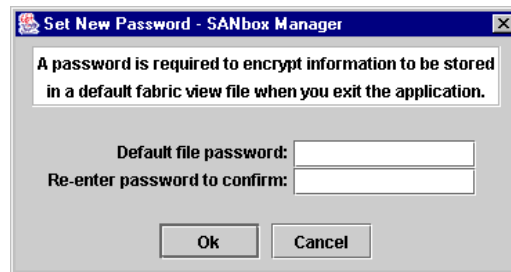 Set New Password - SANbox Manager
A password is required to encrypt information to be stored
in a default fabric view file when you exit the application.
Default file password:
Re-enter password to confirm:
Ok Cancel